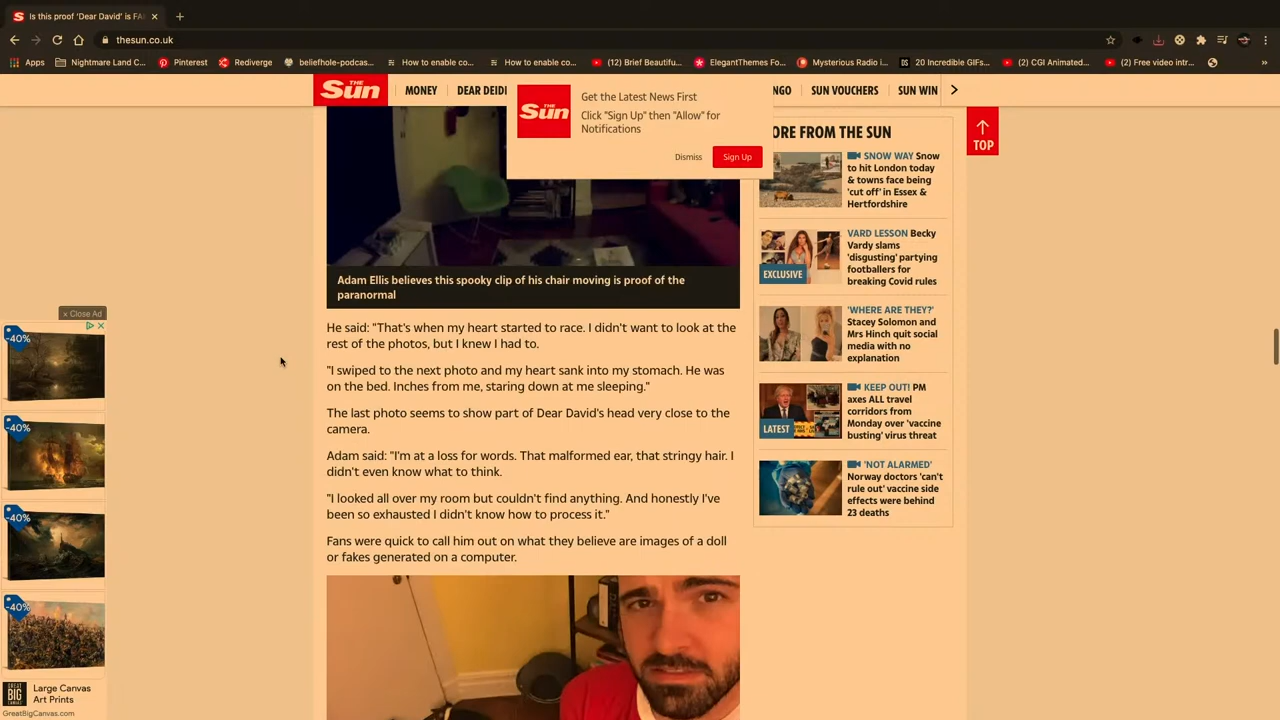 Is this proof 'Dear David' is FA
thesun.co.uk
Apps
Nightmare Land C...
Pinterest
Rediverge
beliefhole-podcas...
How to enable co...
How to enable co...
(12) Brief Beautifu...
ElegantThemes Fo...
Mysterious Radio i...
20 Incredible GIFs...
(2) CGI Animated...
(2) Free video intr...
THE Sun
MONEY
DEAR DEIDI
NGO
SUN VOUCHERS
SUN WIN
THE Sun
Get the Latest News First
Click "Sign Up" then "Allow" for
Notifications
Dismiss
Sign Up
TOP
Adam Ellis believes this spooky clip of his chair moving is proof of the
paranormal
He said: "That's when my heart started to race. I didn't want to look at the
rest of the photos, but I knew I had to.
"I swiped to the next photo and my heart sank into my stomach. He was
on the bed. Inches from me, staring down at me sleeping."
The last photo seems to show part of Dear David's head very close to the
camera.
Adam said: "I'm at a loss for words. That malformed ear, that stringy hair. I
didn't even know what to think.
"I looked all over my room but couldn't find anything. And honestly I've
been so exhausted I didn't know how to process it."
Fans were quick to call him out on what they believe are images of a doll
or fakes generated on a computer.
ORE FROM THE SUN
SNOW WAY Snow
to hit London today
& towns face being
'cut off' in Essex &
Hertfordshire
EXCLUSIVE
VARD LESSON Becky
Vardy slams
'disgusting' partying
footballers for
breaking Covid rules
'WHERE ARE THEY?'
Stacey Solomon and
Mrs Hinch quit social
media with no
explanation
LATEST
KEEP OUT! PM
axes ALL travel
corridors from
Monday over 'vaccine
busting' virus threat
'NOT ALARMED'
Norway doctors 'can't
rule out' vaccine side
effects were behind
23 deaths
x Close Ad
-40%
-40%
-40%
-40%
GREAT
BIG
CANVAS
Large Canvas
Art Prints
GreatBigCanvas.com